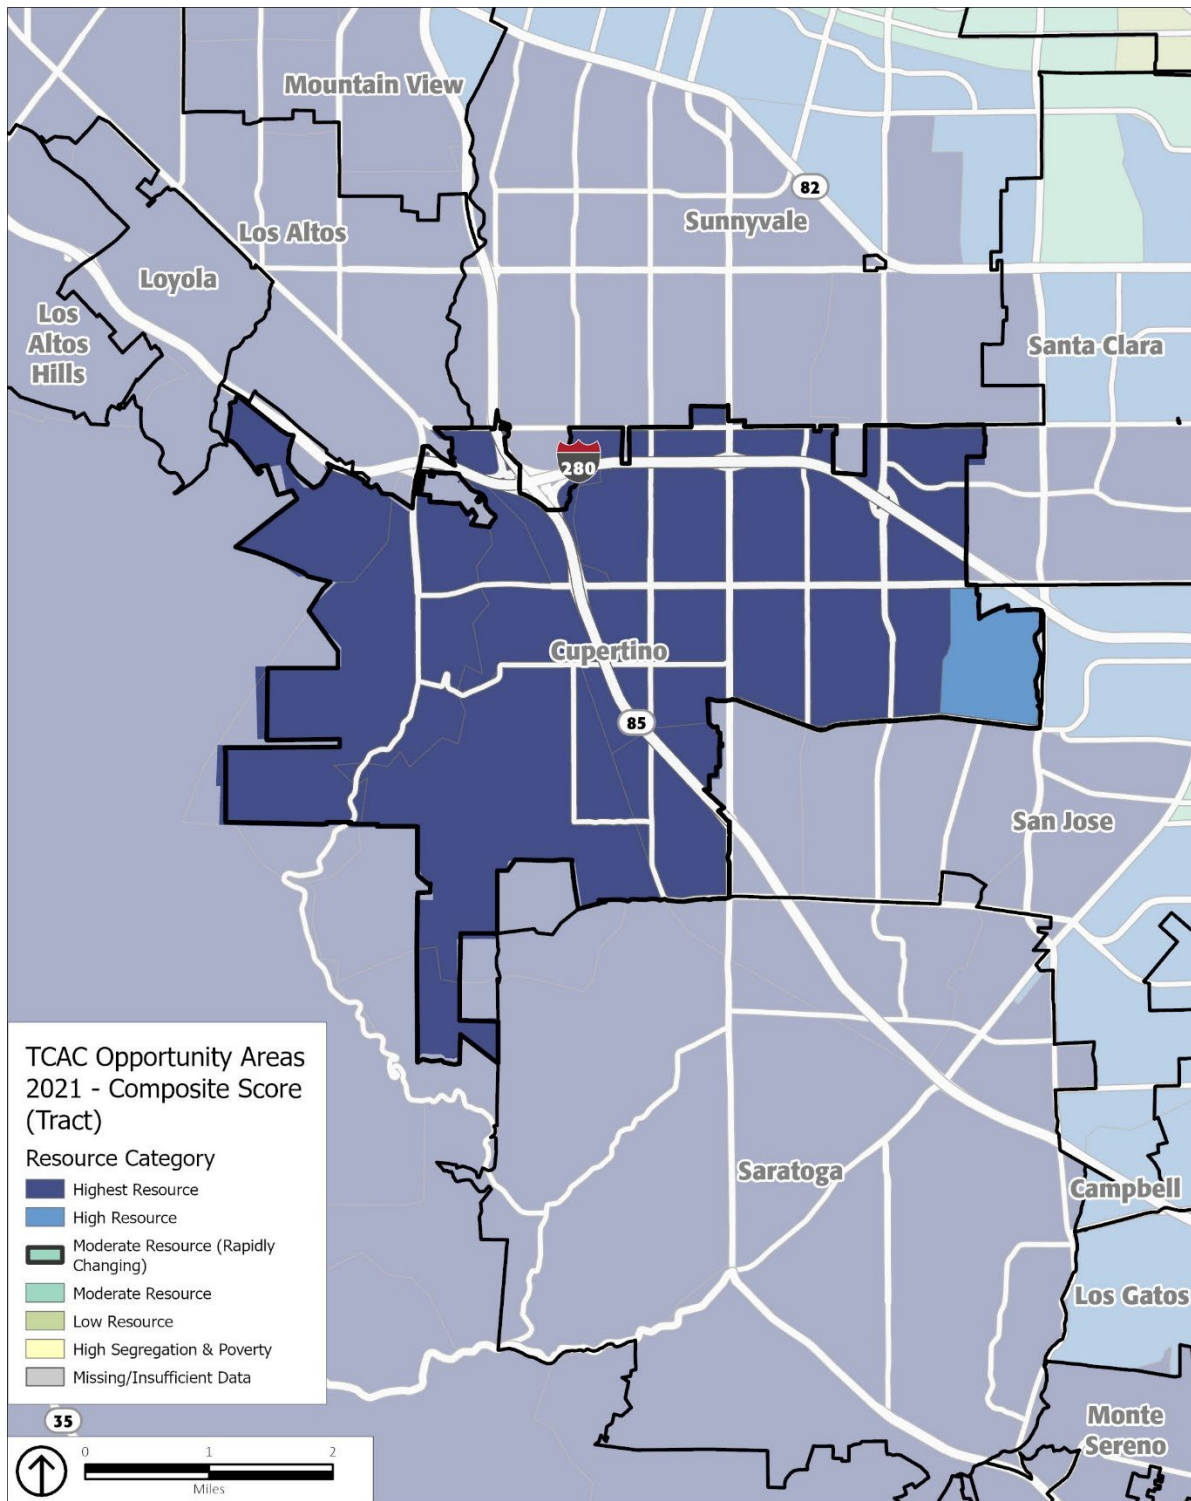 Mountain View
82
Sunnyvale
Los Altos
Loyola
Los
Altos
Hills
Santa Clara
280
Cupertino
85
San Jose
TCAC Opportunity Areas
2021 - Composite Score
(Tract)
Resource Category
Highest Resource
High Resource
Moderate Resource (Rapidly
Changing)
Moderate Resource
Low Resource
High Segregation & Poverty
Missing/Insufficient Data
Saratoga
Campbell
Los Gatos
Monte
Sereno
35
0 1 2
Miles